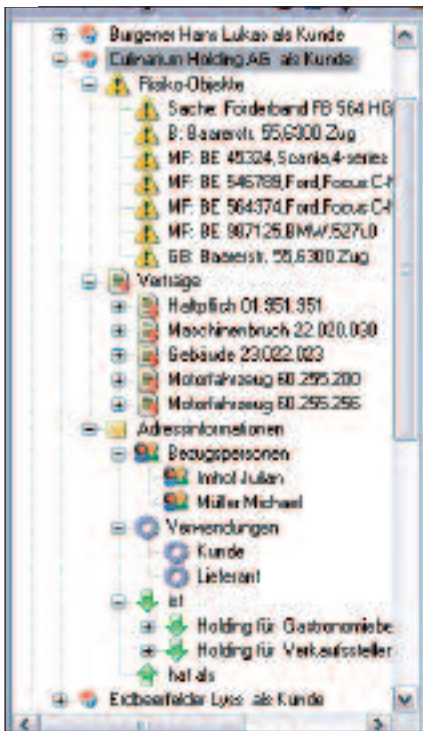 Burgener Hans Lukas als Kunde
Culinarium Holding AG als Kunde
Risiko-Objekte
Sache: Förderband FB 564 HG
B: Baarerstr. 55,6300 Zug
MF: BE 45324,Scania,4-series
MF: BE 546789,Ford,Focus C-M
MF: BE 564374,Ford,Focus C-M
MF: BE 987125,BMW,527i,0
GB: Baarerstr. 55,6300 Zug
Verträge
Haftpflich 01.951.951
Maschinenbruch 22.020.030
Gebäude 23.022.023
Motorfahrzeug 60.255.200
Motorfahrzeug 60.255.256
Adressinformationen
Bezugspersonen
Imhof Julian
Müller Michael
Verwendungen
Kunde
Lieferant
ist
Holding für Gastronomiebe
Holding für Verkaufsstellen
hat als
Erdbeerfelder Lyss als Kunde